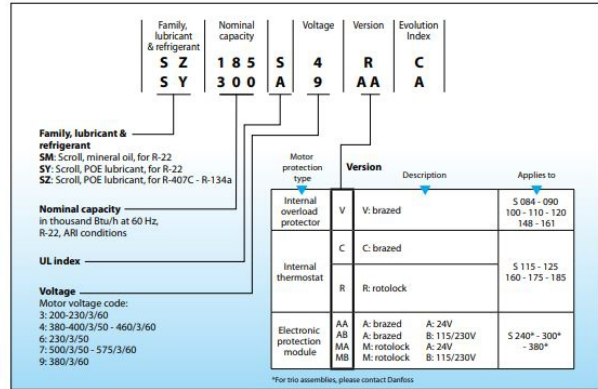 Family,
lubricant
& refrigerant
Nominal
capacity
Voltage
Version
Evolution
Index
S Z 1 8 5 S 4 R C
S Y 3 0 0 A 9 A A A
Family, lubricant &
refrigerant
SM: Scroll, mineral oil, for R-22
SY: Scroll, POE lubricant, for R-22
SZ: Scroll, POE lubricant, for R-407C - R-134a
Nominal capacity
in thousand Btu/h at 60 Hz,
R-22, ARI conditions
UL index
Voltage
Motor voltage code:
3: 200-230/3/60
4: 380-400/3/50 - 460/3/60
6: 230/3/50
7: 500/3/50 - 575/3/60
9: 380/3/60
Motor
protection
type
Version
Description
Applies to
Internal
overload
protector
V
V: brazed
S 084 - 090
100 - 110 - 120
148 - 161
Internal
thermostat
C
C: brazed
R
R: rotolock
S 115 - 125
160 - 175 - 185
Electronic
protection
module
AA A: brazed A: 24V
AB A: brazed B: 115/230V
MA M: rotolock A: 24V
MB M: rotolock B: 115/230V
S 240* - 300*
- 380*
*For trio assemblies, please contact Danfoss